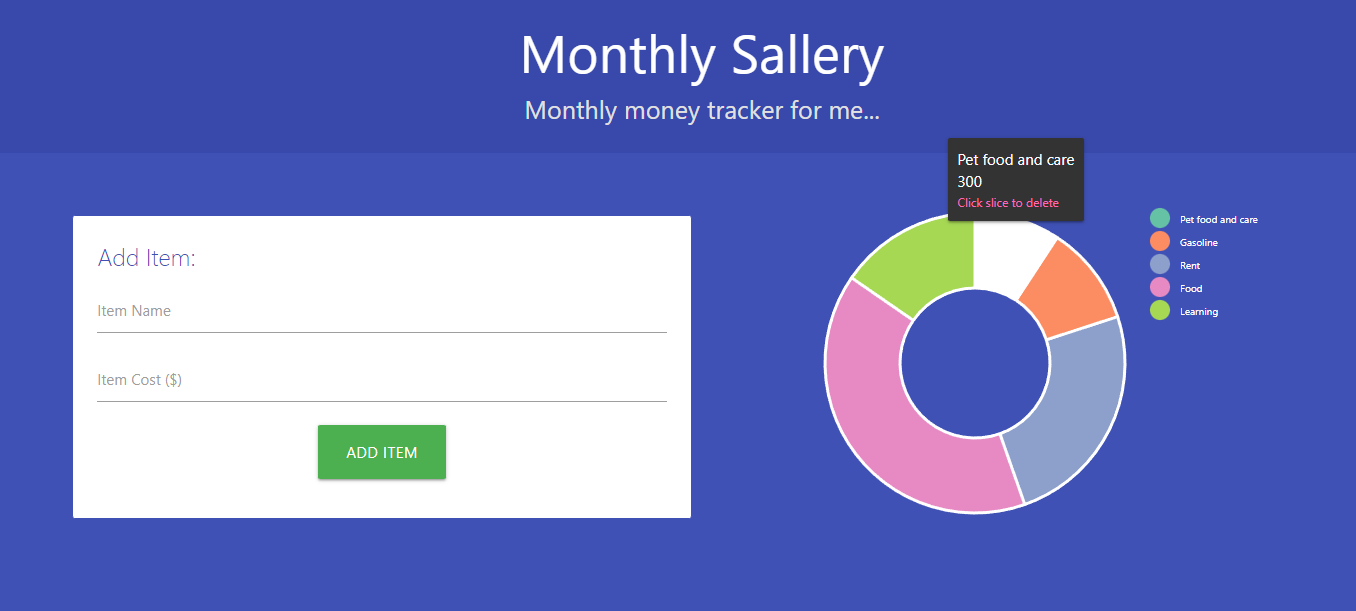 Monthly Sallery
Monthly money tracker for me...
Add Item:
Item Name
Item Cost ($)
ADD ITEM
Pet food and care
300
Click slice to delete
Pet food and care
Gasoline
Rent
Food
Learning